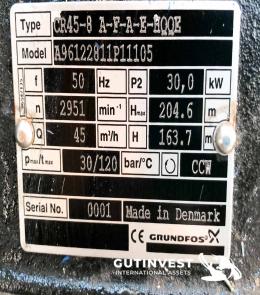 Type CR45-8 A-F-A-E-HQQE
Model A96122811P11105
f 50 Hz P2 30,0 kW
n 2951 min⁻¹ Hmax 204.6 m
Q 45 m³/h H 163.7 m
pmax/tmax 30/120 bar/°C CCW
Serial No. 0001 Made in Denmark
CE GRUNDFOS
GUTINVEST
INTERNATIONAL ASSETS